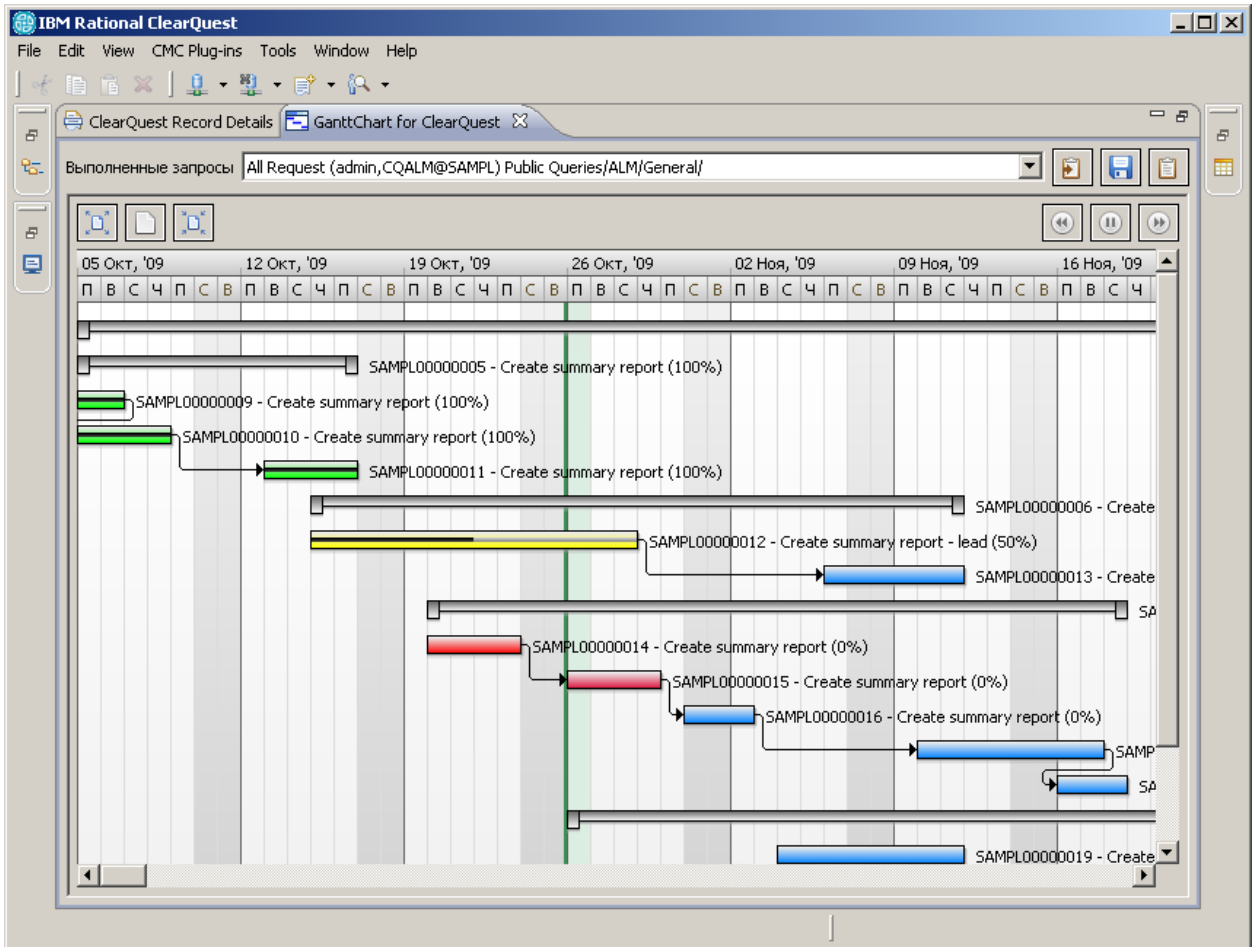 IBM Rational ClearQuest
File Edit View CMC Plug-ins Tools Window Help
ClearQuest Record Details GanttChart for ClearQuest
Выполненные запросы All Request (admin,CQALM@SAMPL) Public Queries/ALM/General/
05 Окт, '09 12 Окт, '09 19 Окт, '09 26 Окт, '09 02 Ноя, '09 09 Ноя, '09 16 Ноя, '09
П В С Ч П С В П В С Ч П С В П В С Ч П С В П В С Ч П С В П В С Ч П С В П В С Ч П С В П В С Ч
SAMPL00000005 - Create summary report (100%)
SAMPL00000009 - Create summary report (100%)
SAMPL00000010 - Create summary report (100%)
SAMPL00000011 - Create summary report (100%)
SAMPL00000006 - Create
SAMPL00000012 - Create summary report - lead (50%)
SAMPL00000013 - Create
SA
SAMPL00000014 - Create summary report (0%)
SAMPL00000015 - Create summary report (0%)
SAMPL00000016 - Create summary report (0%)
SAMP
SA
SAMPL00000019 - Create